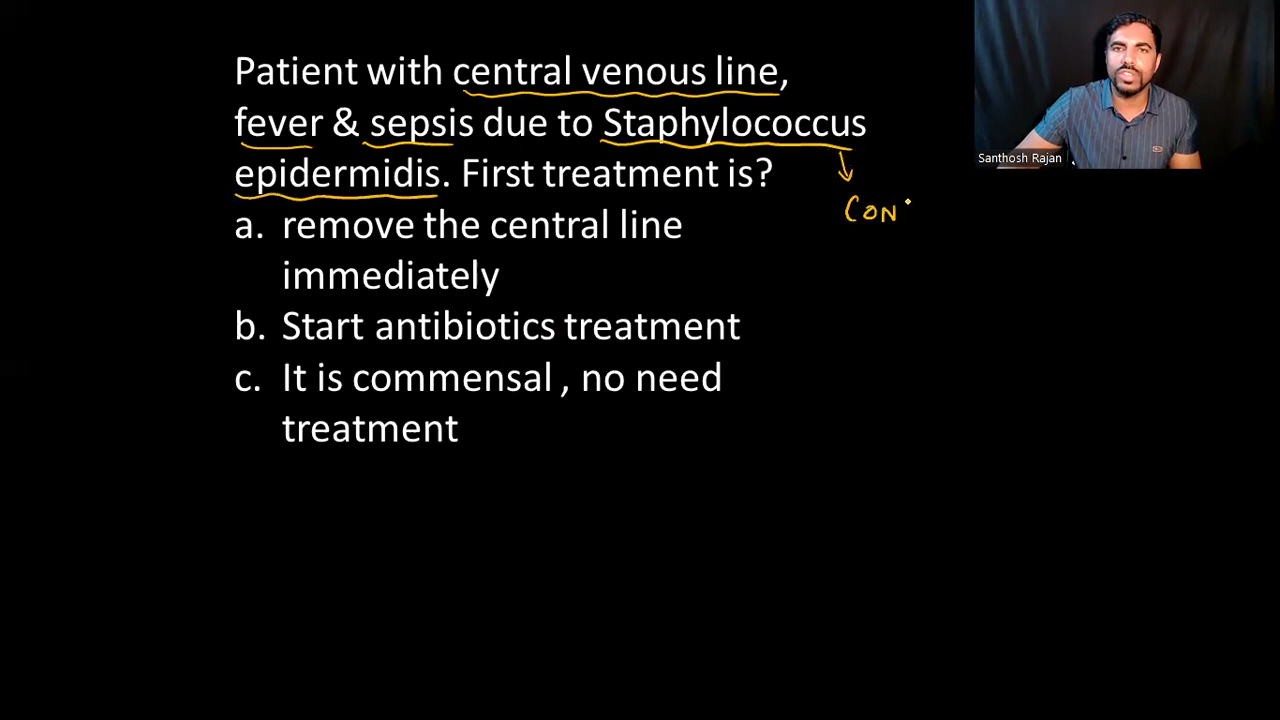 Patient with central venous line,
fever & sepsis due to Staphylococcus
epidermidis. First treatment is?
a. remove the central line
immediately
b. Start antibiotics treatment
c. It is commensal , no need
treatment
CON
Santhosh Rajan